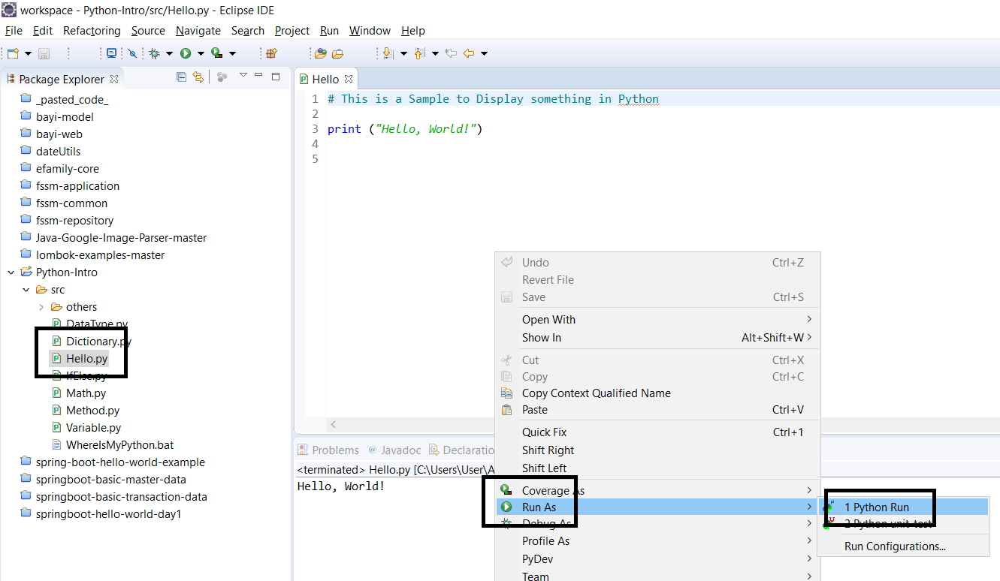 workspace - Python-Intro/src/Hello.py - Eclipse IDE
File Edit Refactoring Source Navigate Search Project Run Window Help
Package Explorer
_pasted_code_
bayi-model
bayi-web
dateUtils
efamily-core
fssm-application
fssm-common
fssm-repository
Java-Google-Image-Parser-master
lombok-examples-master
Python-Intro
src
others
DataType.py
Dictionary.py
Hello.py
IfElse.py
Math.py
Method.py
Variable.py
WhereIsMyPython.bat
spring-boot-hello-world-example
springboot-basic-master-data
springboot-basic-transaction-data
springboot-hello-world-day1
Hello
1 # This is a Sample to Display something in Python
2
3 print ("Hello, World!")
4
5
Problems @ Javadoc Declaratio
<terminated> Hello.py [C:\Users\User\A
Hello, World!
Undo Ctrl+Z
Revert File
Save Ctrl+S
Open With
Show In Alt+Shift+W
Cut Ctrl+X
Copy Ctrl+C
Copy Context Qualified Name
Paste Ctrl+V
Quick Fix Ctrl+1
Shift Right
Shift Left
Coverage As
Run As
Debug As
Profile As
PyDev
Team
1 Python Run
2 Python unit-test
Run Configurations...